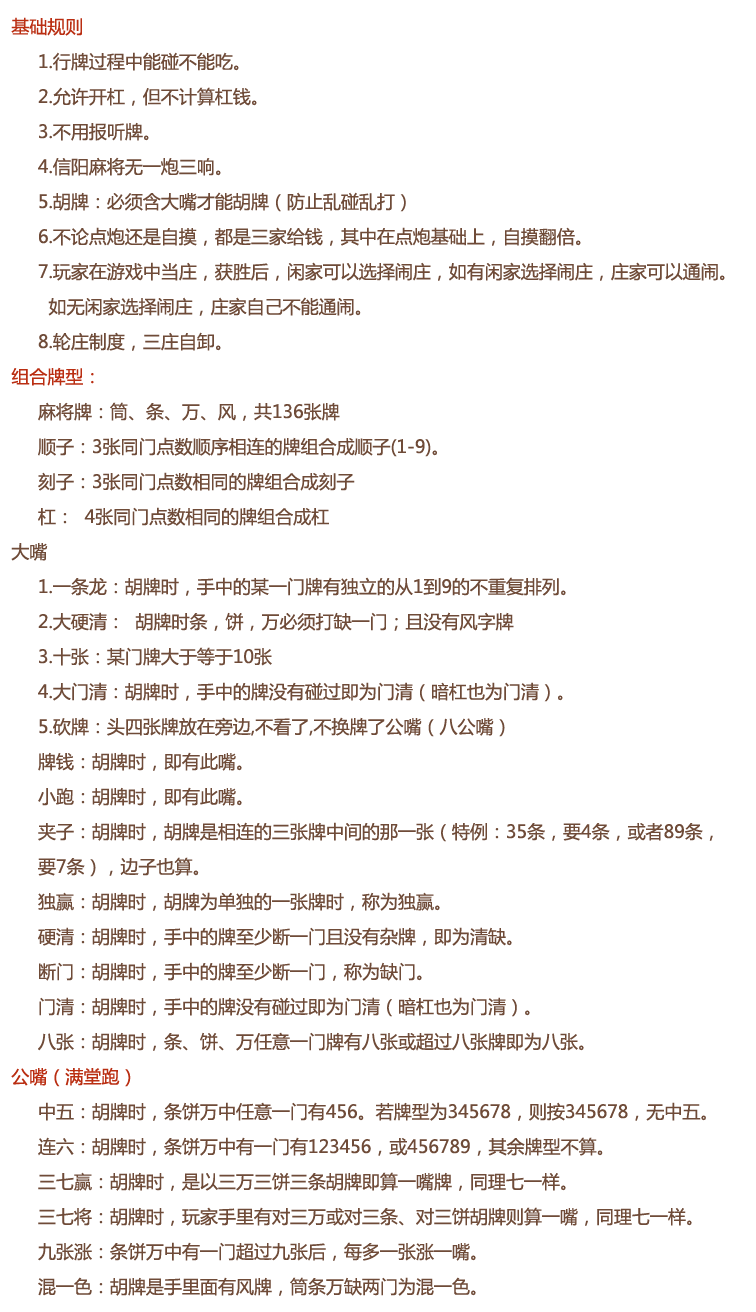 基础规则
1.行牌过程中能碰不能吃。
2.允许开杠，但不计算杠钱。
3.不用报听牌。
4.信阳麻将无一炮三响。
5.胡牌：必须含大嘴才能胡牌（防止乱碰乱打）
6.不论点炮还是自摸，都是三家给钱，其中在点炮基础上，自摸翻倍。
7.玩家在游戏中当庄，获胜后，闲家可以选择闹庄，如有闲家选择闹庄，庄家可以通闹。
如无闲家选择闹庄，庄家自己不能通闹。
8.轮庄制度，三庄自卸。
组合牌型：
麻将牌：筒、条、万、风，共136张牌
顺子：3张同门点数顺序相连的牌组合成顺子(1-9)。
刻子：3张同门点数相同的牌组合成刻子
杠： 4张同门点数相同的牌组合成杠
大嘴
1.一条龙：胡牌时，手中的某一门牌有独立的从1到9的不重复排列。
2.大硬清： 胡牌时条，饼，万必须打缺一门；且没有风字牌
3.十张：某门牌大于等于10张
4.大门清：胡牌时，手中的牌没有碰过即为门清（暗杠也为门清）。
5.砍牌：头四张牌放在旁边,不看了,不换牌了公嘴（八公嘴）
牌钱：胡牌时，即有此嘴。
小跑：胡牌时，即有此嘴。
夹子：胡牌时，胡牌是相连的三张牌中间的那一张（特例：35条，要4条，或者89条，
要7条），边子也算。
独赢：胡牌时，胡牌为单独的一张牌时，称为独赢。
硬清：胡牌时，手中的牌至少断一门且没有杂牌，即为清缺。
断门：胡牌时，手中的牌至少断一门，称为缺门。
门清：胡牌时，手中的牌没有碰过即为门清（暗杠也为门清）。
八张：胡牌时，条、饼、万任意一门牌有八张或超过八张牌即为八张。
公嘴（满堂跑）
中五：胡牌时，条饼万中任意一门有456。若牌型为345678，则按345678，无中五。
连六：胡牌时，条饼万中有一门有123456，或456789，其余牌型不算。
三七赢：胡牌时，是以三万三饼三条胡牌即算一嘴牌，同理七一样。
三七将：胡牌时，玩家手里有对三万或对三条、对三饼胡牌则算一嘴，同理七一样。
九张涨：条饼万中有一门超过九张后，每多一张涨一嘴。
混一色：胡牌是手里面有风牌，筒条万缺两门为混一色。